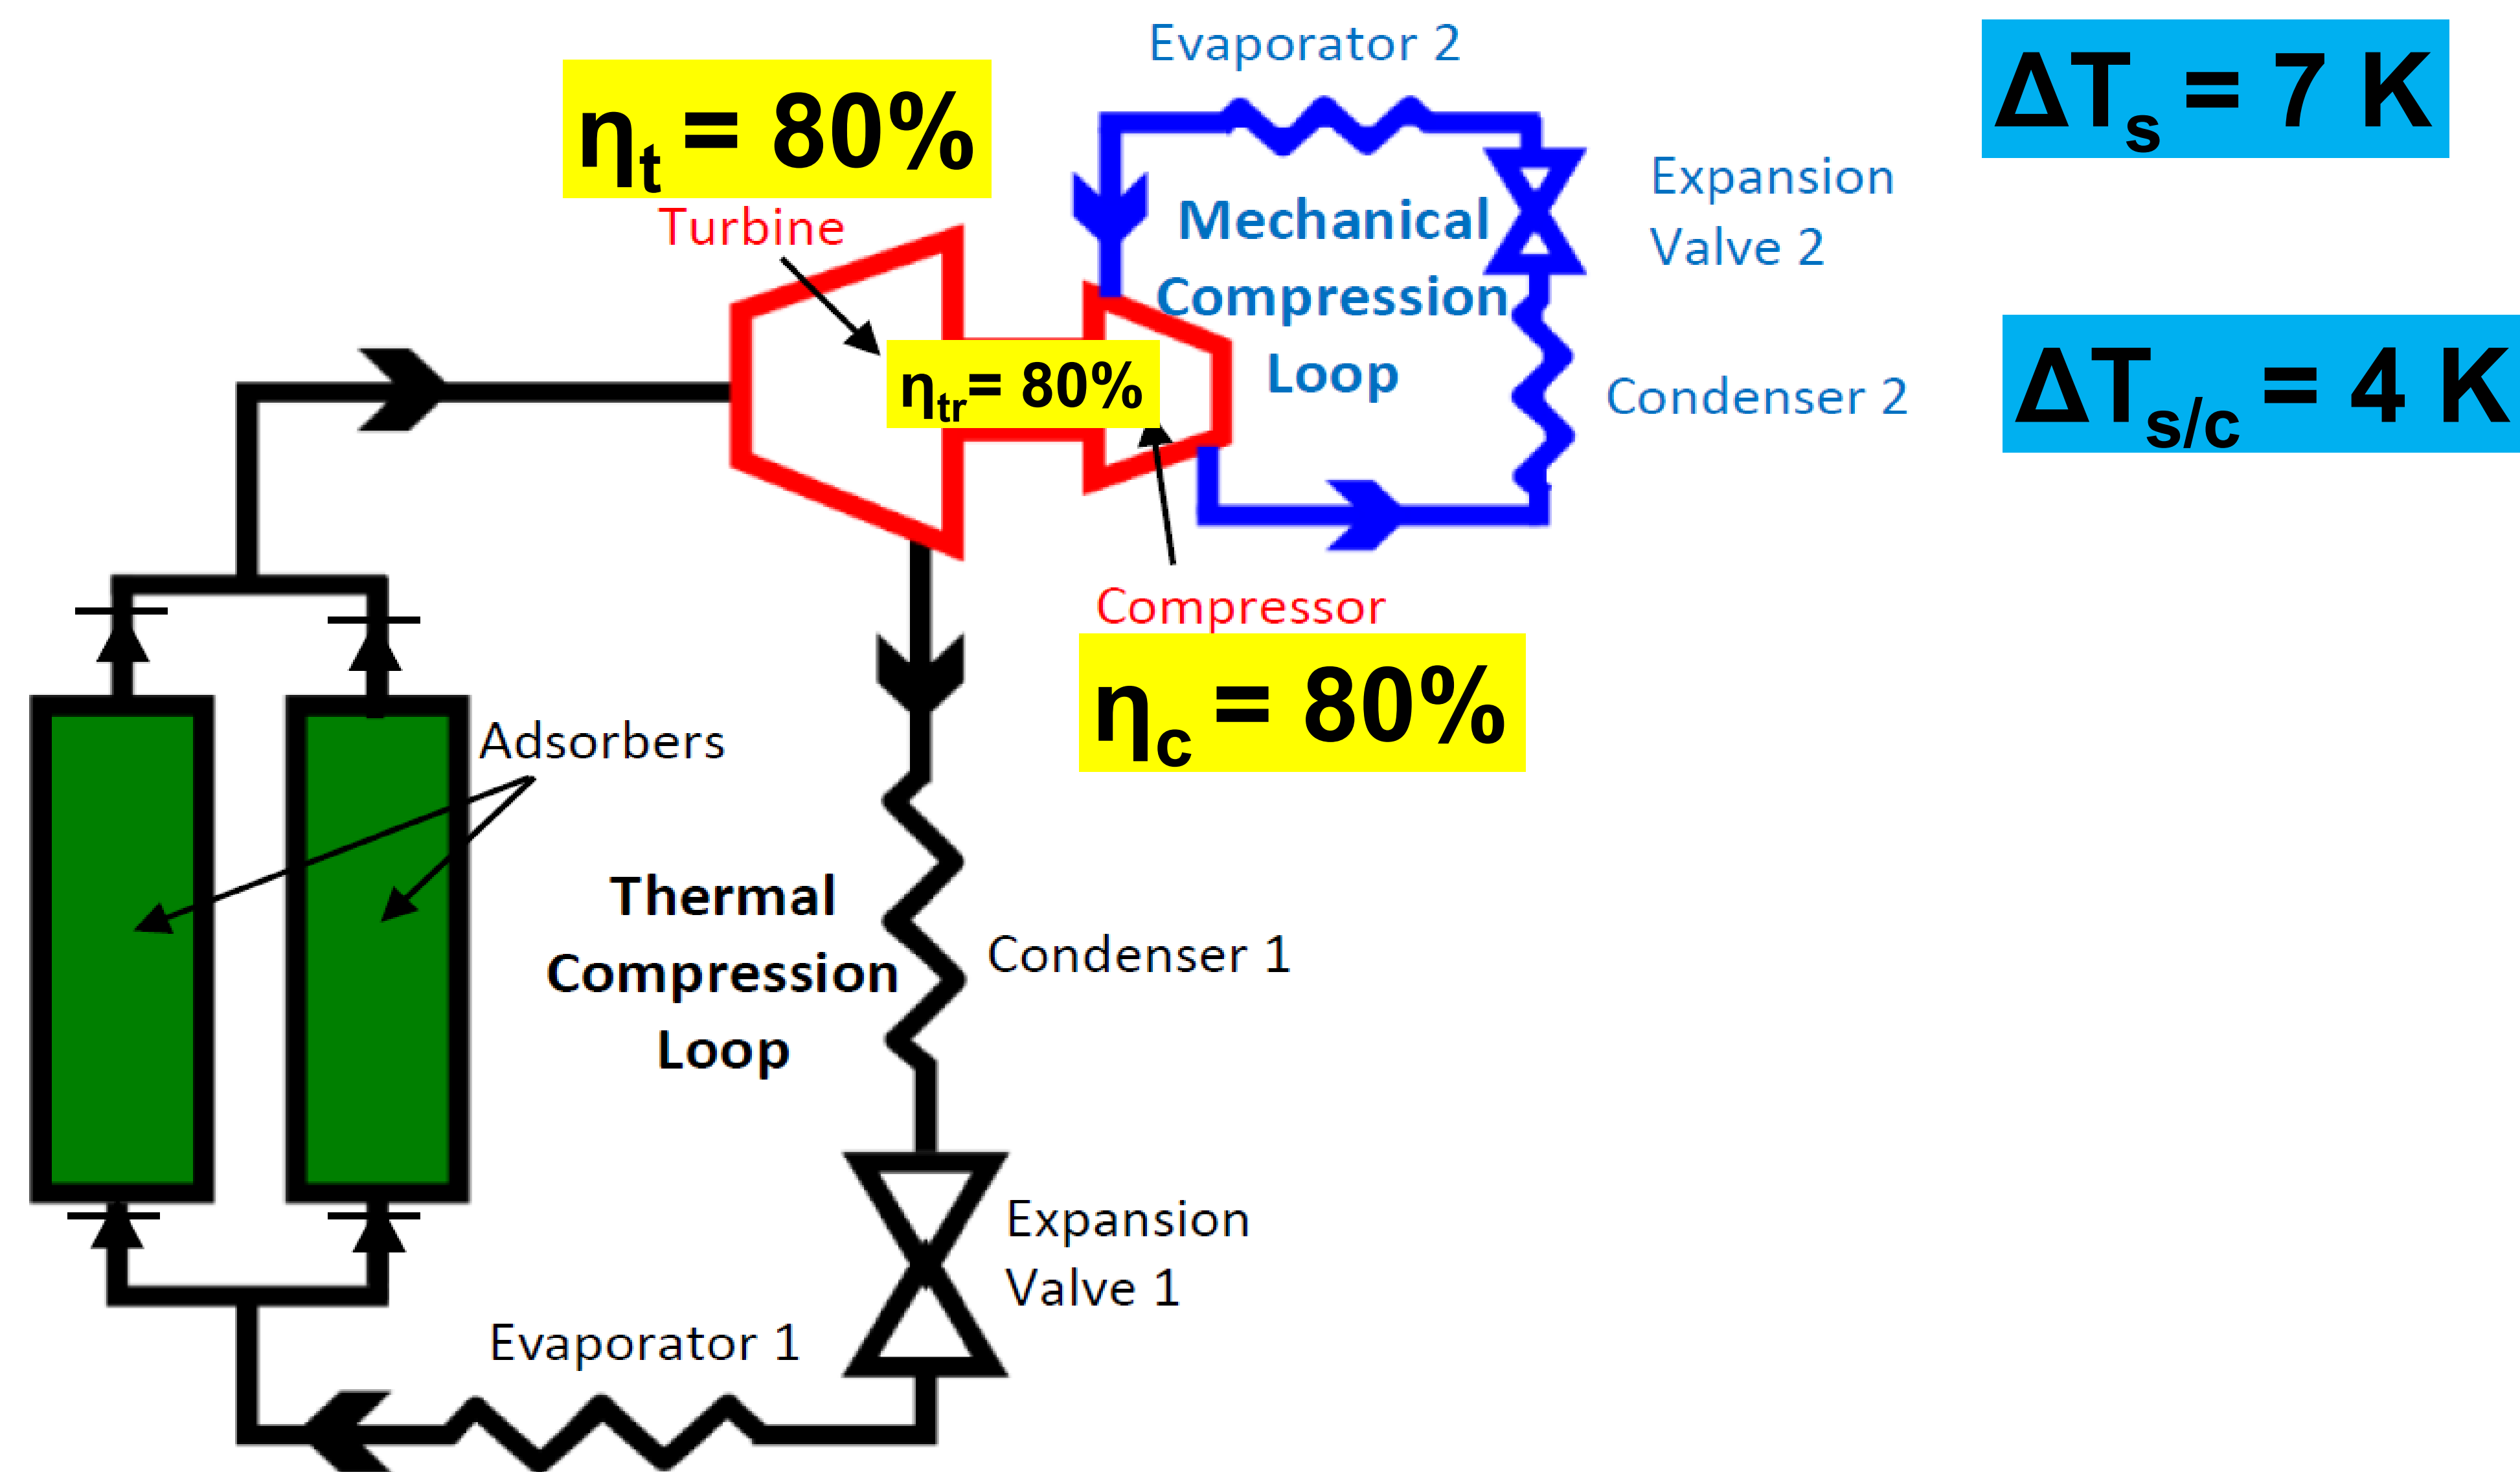 Evaporator 2
ΔTs = 7 K
ηt = 80%
Expansion
Valve 2
Turbine
Mechanical
Compression
Loop
ηtr= 80%
Condenser 2
ΔTs/c = 4 K
Compressor
ηc = 80%
Adsorbers
Thermal
Compression
Loop
Condenser 1
Expansion
Valve 1
Evaporator 1